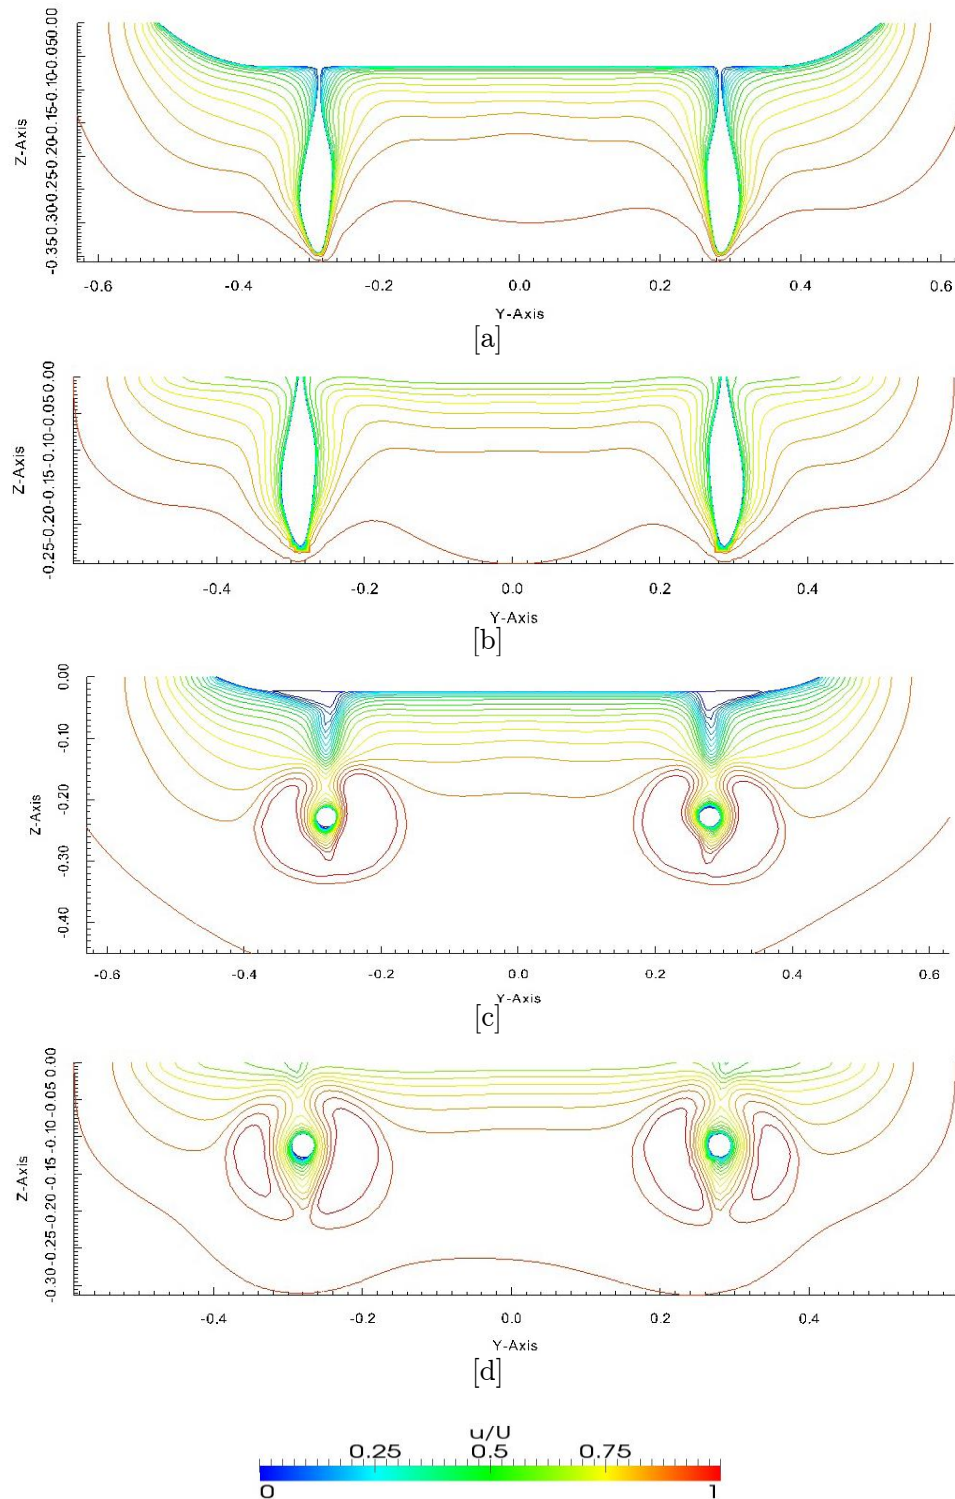 -0.35-0.30-0.25-0.20-0.15-0.10-0.050.00
Z-Axis
-0.6 -0.4 -0.2 0.0 0.2 0.4 0.6
Y-Axis
[a]
-0.25-0.20-0.15-0.10-0.05 0.00
Z-Axis
-0.4 -0.2 0.0 0.2 0.4
Y-Axis
[b]
0.00
-0.10
-0.20
-0.30
-0.40
Z-Axis
-0.6 -0.4 -0.2 0.0 0.2 0.4 0.6
Y-Axis
[c]
-0.30-0.25-0.20-0.15-0.10-0.05 0.00
Z-Axis
-0.4 -0.2 0.0 0.2 0.4
Y-Axis
[d]
u/U
0.25 0.5 0.75
0 1